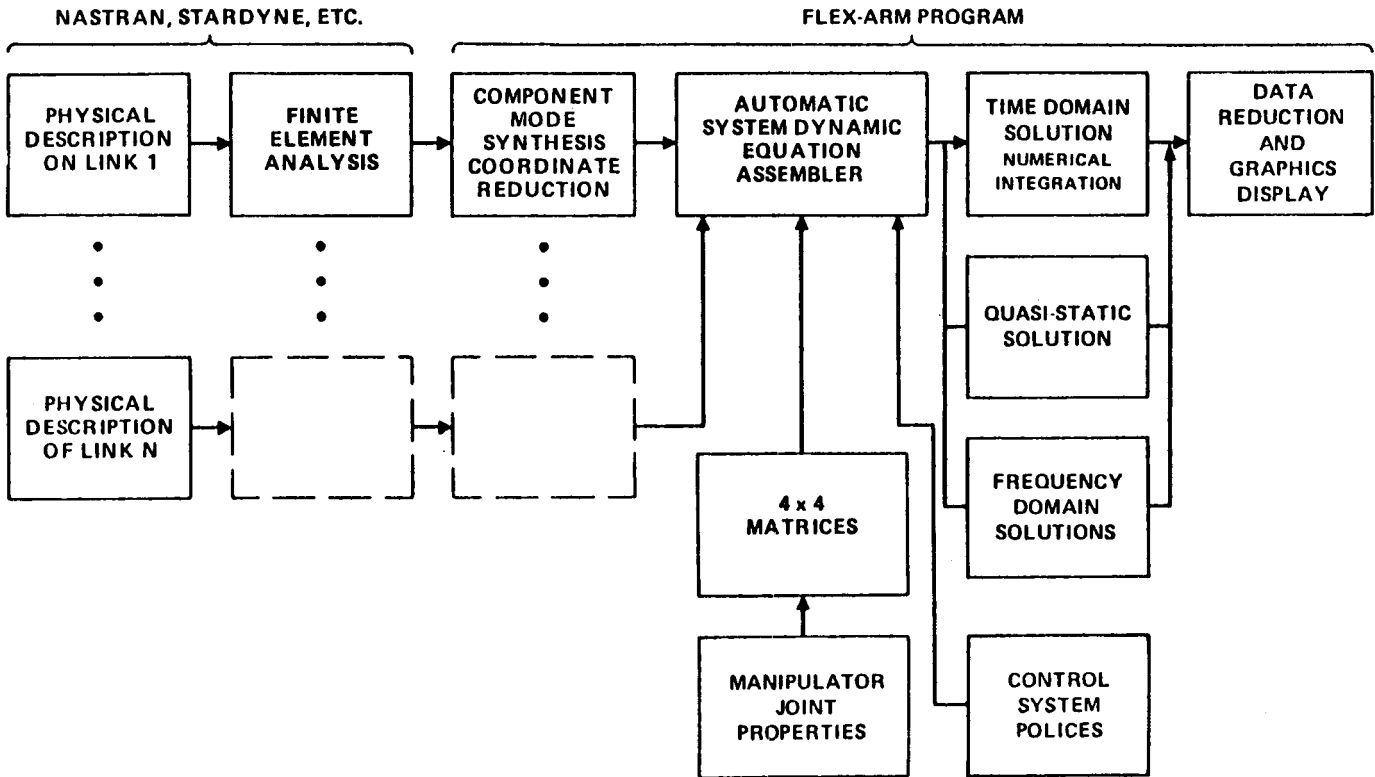 NASTRAN, STARDYNE, ETC.
FLEX-ARM PROGRAM
PHYSICAL
DESCRIPTION
ON LINK 1
FINITE
ELEMENT
ANALYSIS
COMPONENT
MODE
SYNTHESIS
COORDINATE
REDUCTION
AUTOMATIC
SYSTEM DYNAMIC
EQUATION
ASSEMBLER
TIME DOMAIN
SOLUTION
NUMERICAL
INTEGRATION
DATA
REDUCTION
AND
GRAPHICS
DISPLAY
QUASI-STATIC
SOLUTION
PHYSICAL
DESCRIPTION
OF LINK N
4 x 4
MATRICES
FREQUENCY
DOMAIN
SOLUTIONS
MANIPULATOR
JOINT
PROPERTIES
CONTROL
SYSTEM
POLICES